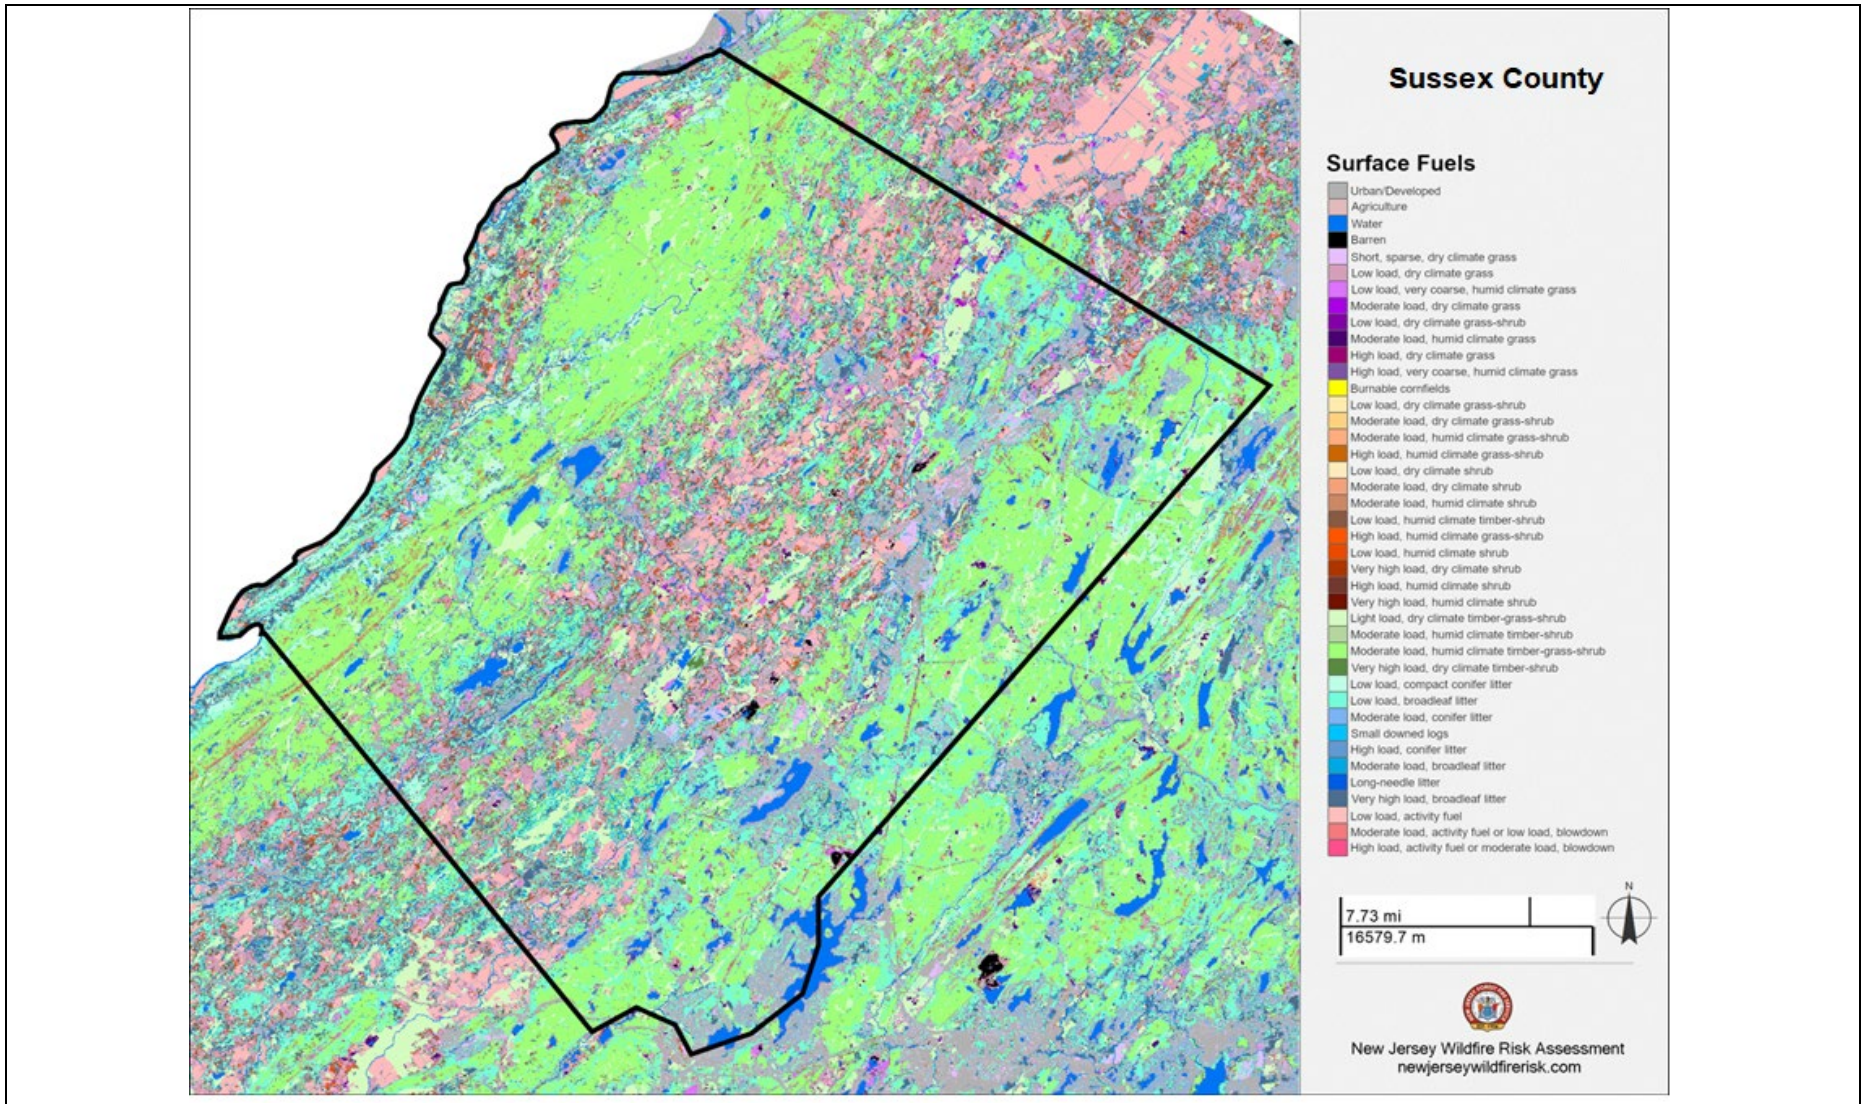 Sussex County
Surface Fuels
Urban/Developed
Agriculture
Water
Barren
Short, sparse, dry climate grass
Low load, dry climate grass
Low load, very coarse, humid climate grass
Moderate load, dry climate grass
Low load, dry climate grass-shrub
Moderate load, humid climate grass
High load, dry climate grass
High load, very coarse, humid climate grass
Burnable cornfields
Low load, dry climate grass-shrub
Moderate load, dry climate grass-shrub
Moderate load, humid climate grass-shrub
High load, humid climate grass-shrub
Low load, dry climate shrub
Moderate load, dry climate shrub
Moderate load, humid climate shrub
Low load, humid climate timber-shrub
High load, humid climate grass-shrub
Low load, humid climate shrub
Very high load, dry climate shrub
High load, humid climate shrub
Very high load, humid climate shrub
Light load, dry climate timber-grass-shrub
Moderate load, humid climate timber-shrub
Moderate load, humid climate timber-grass-shrub
Very high load, dry climate timber-shrub
Low load, compact conifer litter
Low load, broadleaf litter
Moderate load, conifer litter
Small downed logs
High load, conifer litter
Moderate load, broadleaf litter
Long-needle litter
Very high load, broadleaf litter
Low load, activity fuel
Moderate load, activity fuel or low load, blowdown
High load, activity fuel or moderate load, blowdown
N
7.73 mi
16579.7 m
New Jersey Wildfire Risk Assessment
newjerseywildfirerisk.com